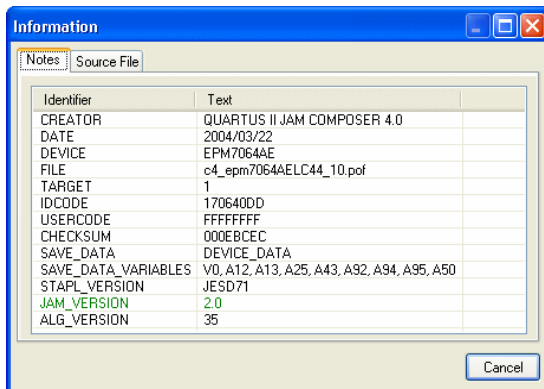 Information
Notes Source File
Identifier Text
CREATOR QUARTUS II JAM COMPOSER 4.0
DATE 2004/03/22
DEVICE EPM7064AE
FILE c4_epm7064AELC44_10.pof
TARGET 1
IDCODE 170640DD
USERCODE FFFFFFFF
CHECKSUM 000EBCEC
SAVE_DATA DEVICE_DATA
SAVE_DATA_VARIABLES V0, A12, A13, A25, A43, A92, A94, A95, A50
STAPL_VERSION JESD71
JAM_VERSION 2.0
ALG_VERSION 35
Cancel